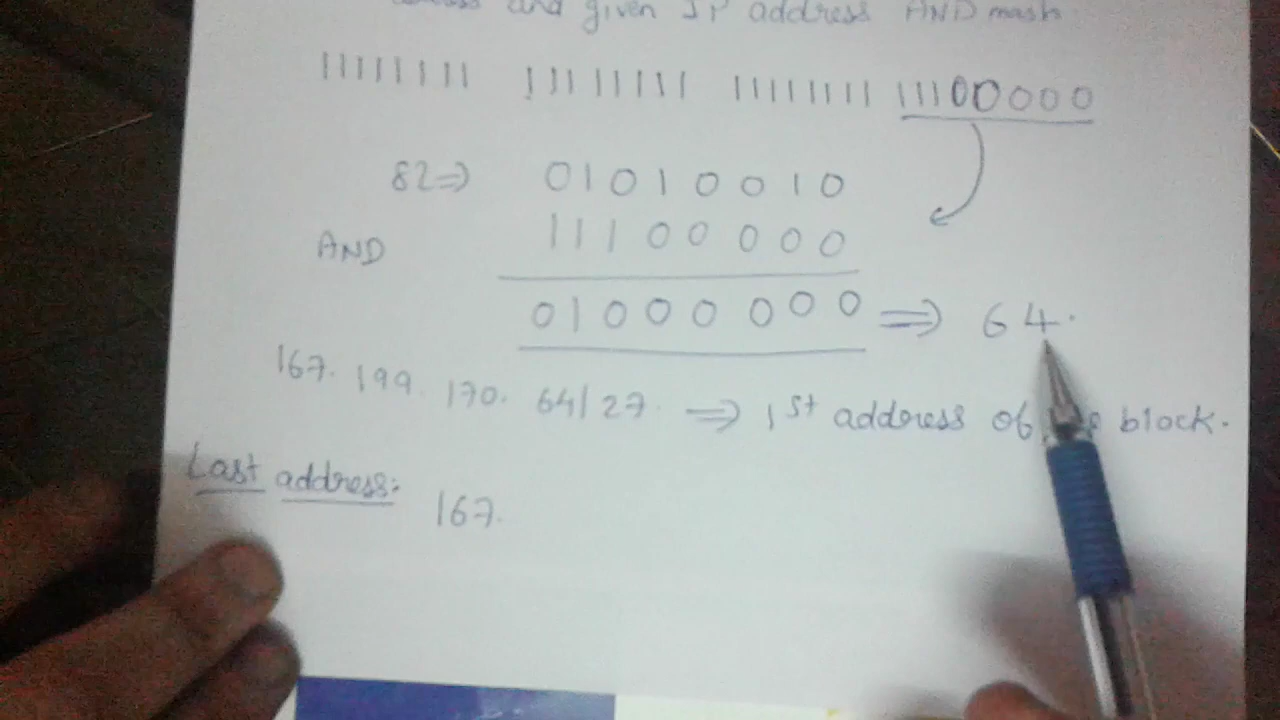 and given IP address AND mask
11111111 11111111 11111111 11100000
82⇒ 01010010
AND 11100000
01000000 ⇒ 64.
167. 199. 170. 64/27. ⇒ 1st address of block.
Last address: 167.